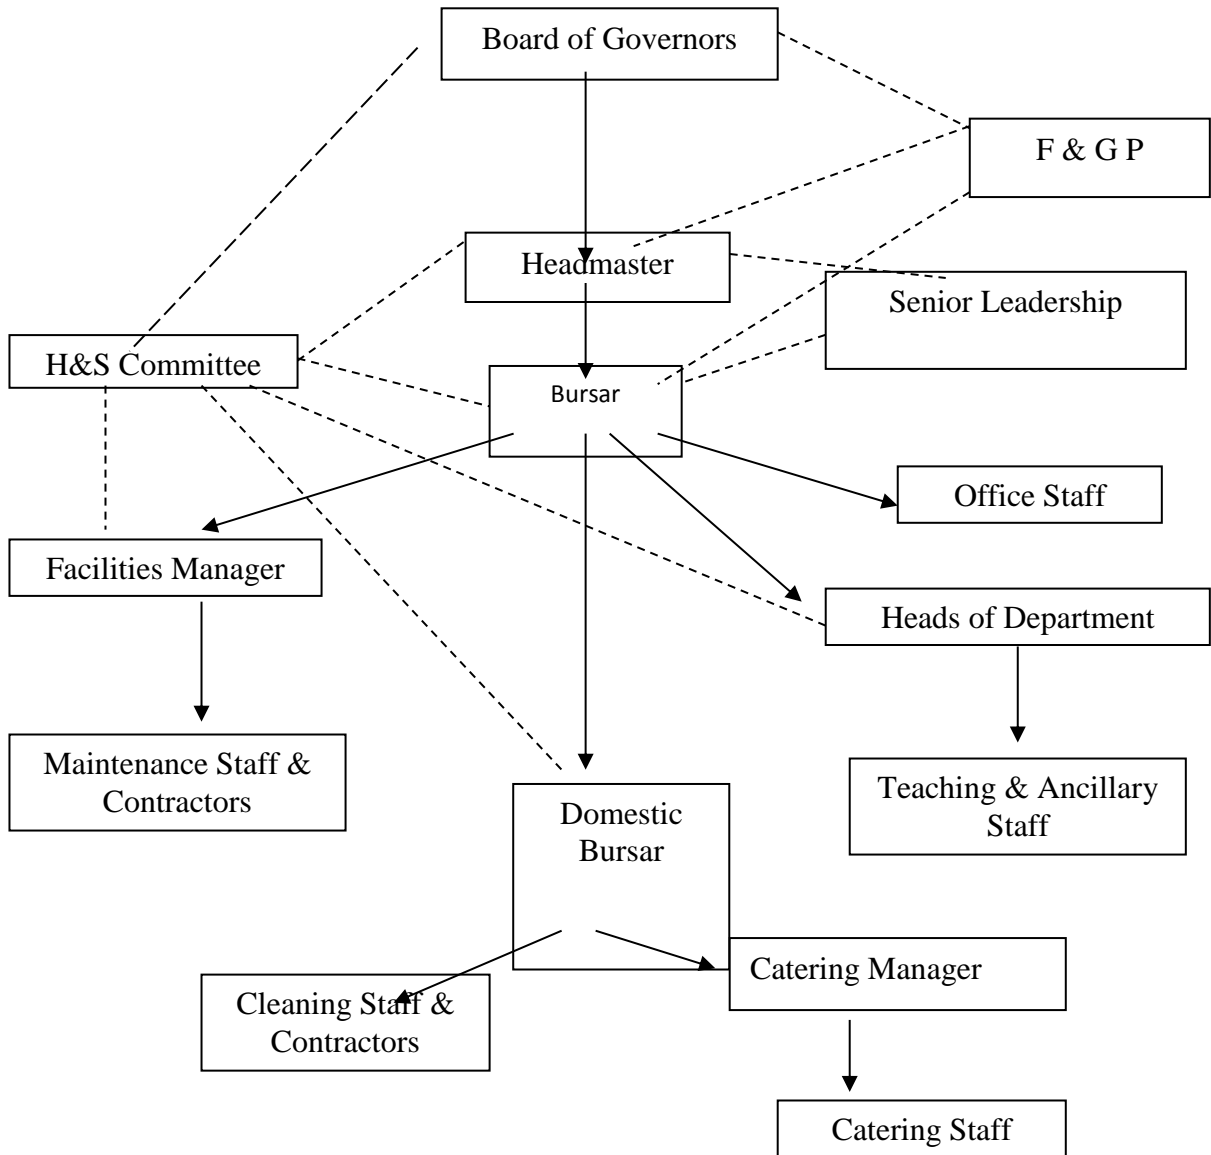 Board of Governors
F & G P
Headmaster
Senior Leadership
H&S Committee
Bursar
Office Staff
Facilities Manager
Heads of Department
Maintenance Staff &
Contractors
Teaching & Ancillary
Staff
Domestic
Bursar
Catering Manager
Cleaning Staff &
Contractors
Catering Staff